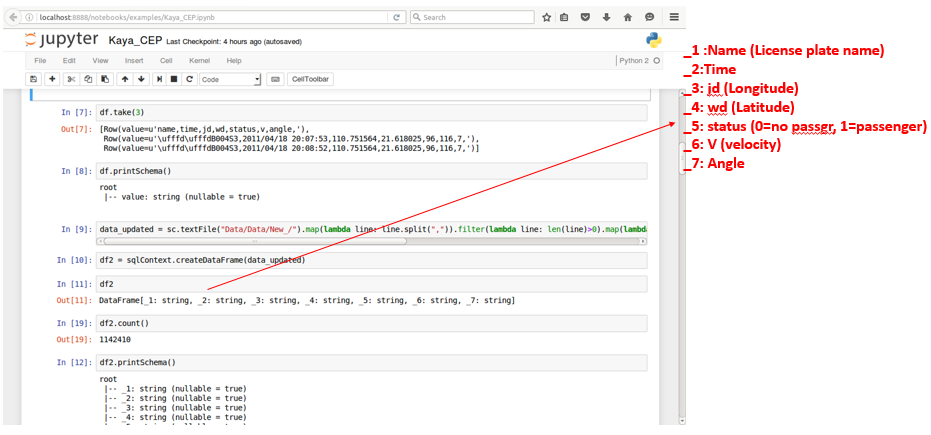 localhost:8888/notebooks/examples/Kaya_CEP.ipynb
Search
jupyter Kaya_CEP Last Checkpoint: 4 hours ago (autosaved)
File Edit View Insert Cell Kernel Help
Python 2
Code CellToolbar
In [7]: df.take(3)
Out[7]: [Row(value=u'name,time,jd,wd,status,v,angle,'),
Row(value=u'\ufffd\ufffdB004S3,2011/04/18 20:07:53,110.751564,21.618025,96,116,7,'),
Row(value=u'\ufffd\ufffdB004S3,2011/04/18 20:08:52,110.751564,21.618025,96,116,7,')]
In [8]: df.printSchema()
root
|-- value: string (nullable = true)
In [9]: data_updated = sc.textFile("Data/Data/New_/").map(lambda line: line.split(",")).filter(lambda line: len(line)>0).map(lambd
In [10]: df2 = sqlContext.createDataFrame(data_updated)
In [11]: df2
Out[11]: DataFrame[_1: string, _2: string, _3: string, _4: string, _5: string, _6: string, _7: string]
In [19]: df2.count()
Out[19]: 1142410
In [12]: df2.printSchema()
root
|-- _1: string (nullable = true)
|-- _2: string (nullable = true)
|-- _3: string (nullable = true)
|-- _4: string (nullable = true)
_1 :Name (License plate name)
_2:Time
_3: jd (Longitude)
_4: wd (Latitude)
_5: status (0=no passgr, 1=passenger)
_6: V (velocity)
_7: Angle